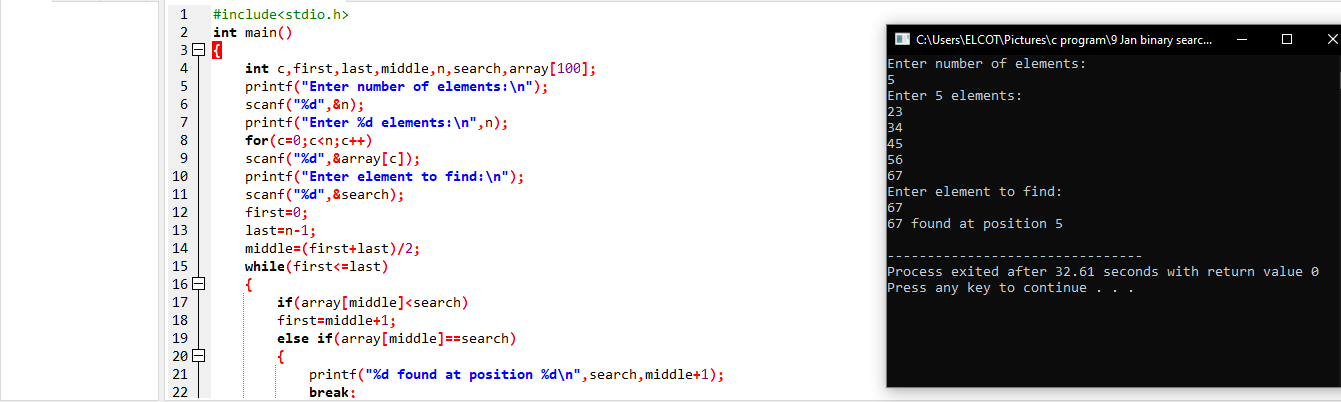 1 #include<stdio.h>
2 int main()
3 {
4 int c,first,last,middle,n,search,array[100];
5 printf("Enter number of elements:\n");
6 scanf("%d",&n);
7 printf("Enter %d elements:\n",n);
8 for(c=0;c<n;c++)
9 scanf("%d",&array[c]);
10 printf("Enter element to find:\n");
11 scanf("%d",&search);
12 first=0;
13 last=n-1;
14 middle=(first+last)/2;
15 while(first<=last)
16 {
17 if(array[middle]<search)
18 first=middle+1;
19 else if(array[middle]==search)
20 {
21 printf("%d found at position %d\n",search,middle+1);
22 break;
C:\Users\ELCOT\Pictures\c program\9 Jan binary searc...
Enter number of elements:
5
Enter 5 elements:
23
34
45
56
67
Enter element to find:
67
67 found at position 5
--------------------------------
Process exited after 32.61 seconds with return value 0
Press any key to continue . . .